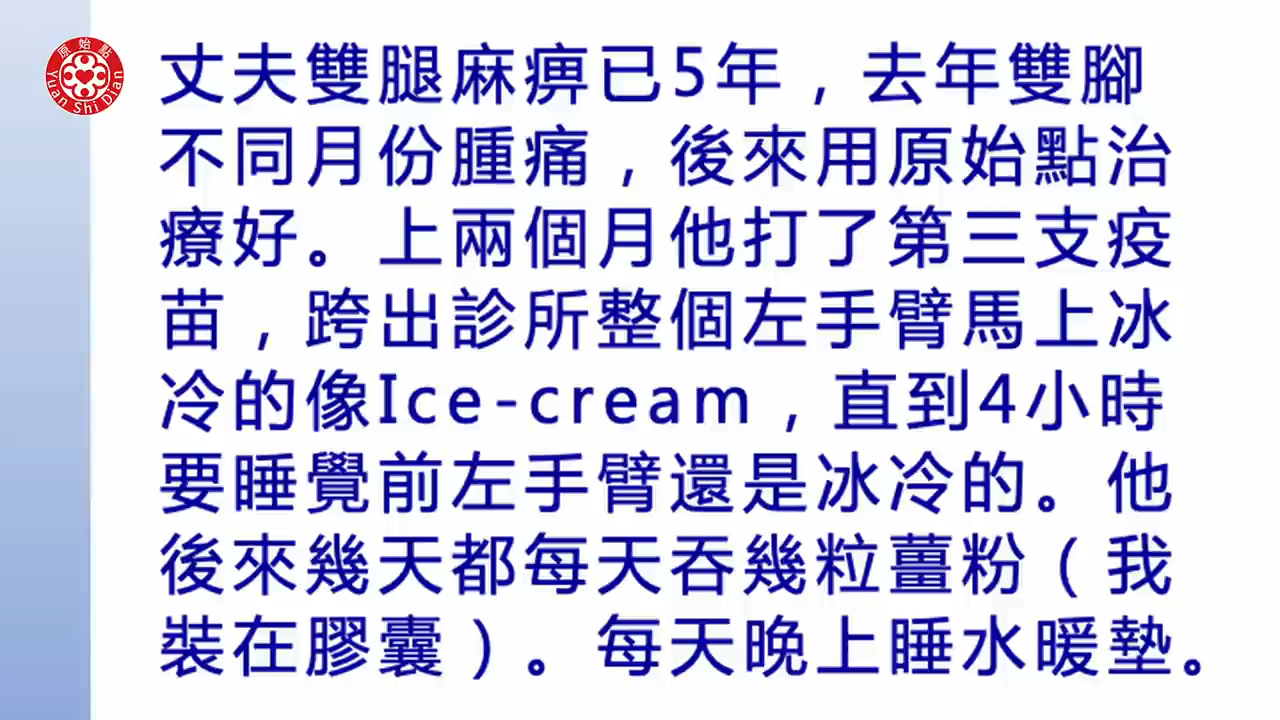 原始點
Yuan Shi Dian
丈夫雙腿麻痹已5年，去年雙腳
不同月份腫痛，後來用原始點治
療好。上兩個月他打了第三支疫
苗，跨出診所整個左手臂馬上冰
冷的像Ice-cream，直到4小時
要睡覺前左手臂還是冰冷的。他
後來幾天都每天吞幾粒薑粉（我
裝在膠囊）。每天晚上睡水暖墊。